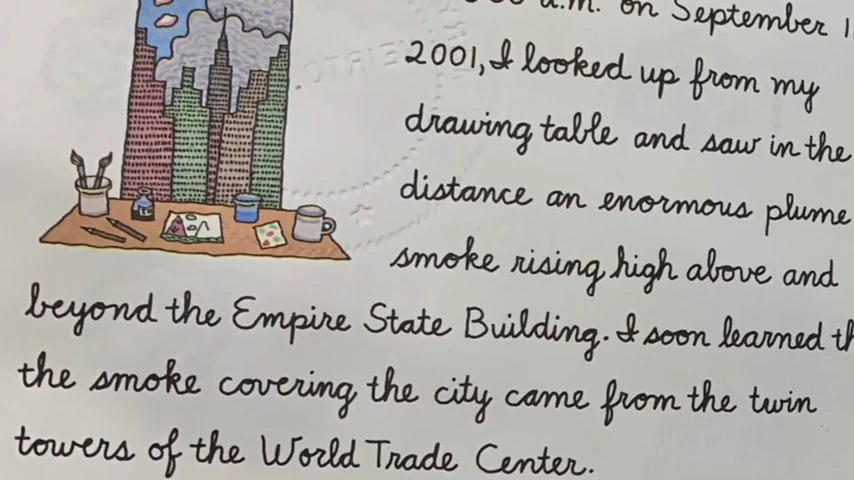 a.m. on September
2001, I looked up from my
drawing table and saw in the
distance an enormous plume
smoke rising high above and
beyond the Empire State Building. I soon learned
the smoke covering the city came from the twin
towers of the World Trade Center.